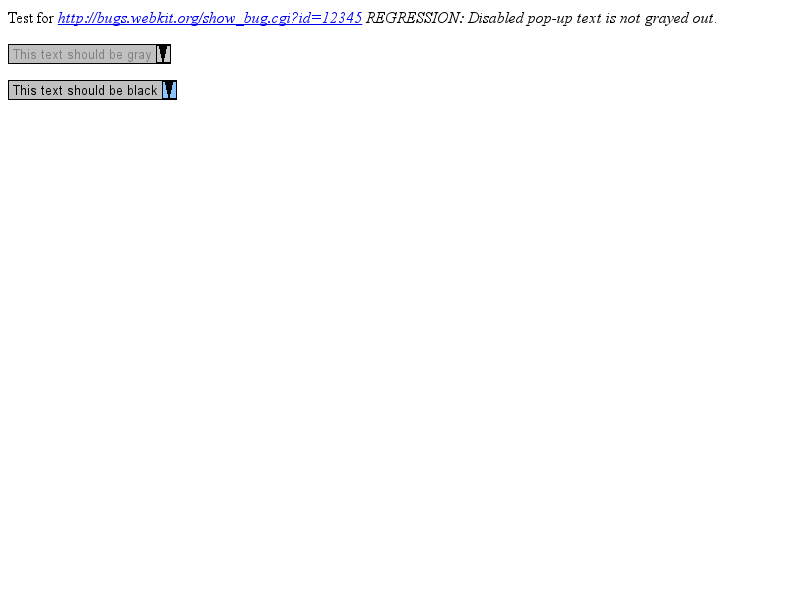 Test for http://bugs.webkit.org/show_bug.cgi?id=12345 REGRESSION: Disabled pop-up text is not grayed out.
This text should be gray
This text should be black